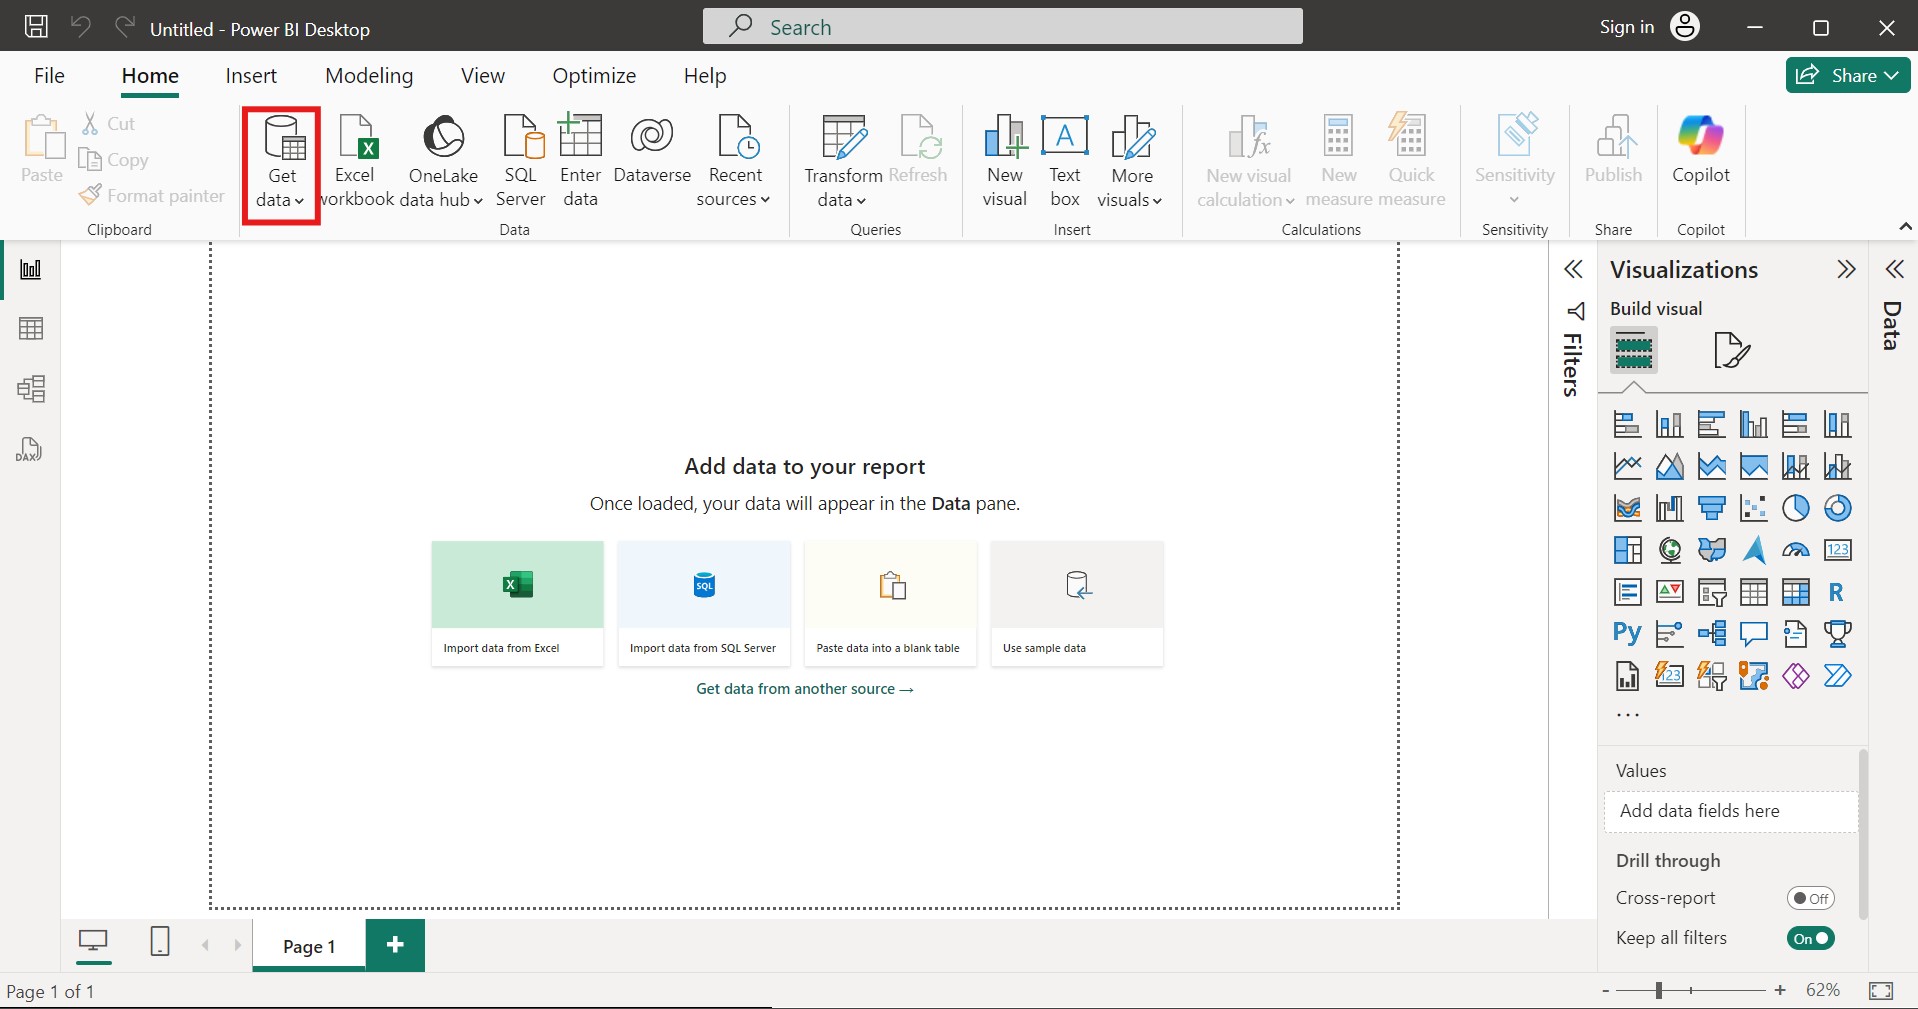 Untitled - Power BI Desktop
Search
Sign in
File
Home
Insert
Modeling
View
Optimize
Help
Share
Paste
Cut
Copy
Format painter
Clipboard
Get
data
Excel
workbook
OneLake
data hub
SQL
Server
Enter
data
Dataverse
Recent
sources
Data
Transform
data
Refresh
Queries
New
visual
Text
box
More
visuals
Insert
New visual
calculation
New
measure
Quick
measure
Calculations
Sensitivity
Sensitivity
Publish
Share
Copilot
Copilot
DAX
Add data to your report
Once loaded, your data will appear in the Data pane.
SQL
Import data from Excel
Import data from SQL Server
Paste data into a blank table
Use sample data
Get data from another source →
Filters
Visualizations
Build visual
123
R
Py
123
...
Values
Add data fields here
Drill through
Cross-report
Off
Keep all filters
On
Data
Page 1
+
Page 1 of 1
- + 62%